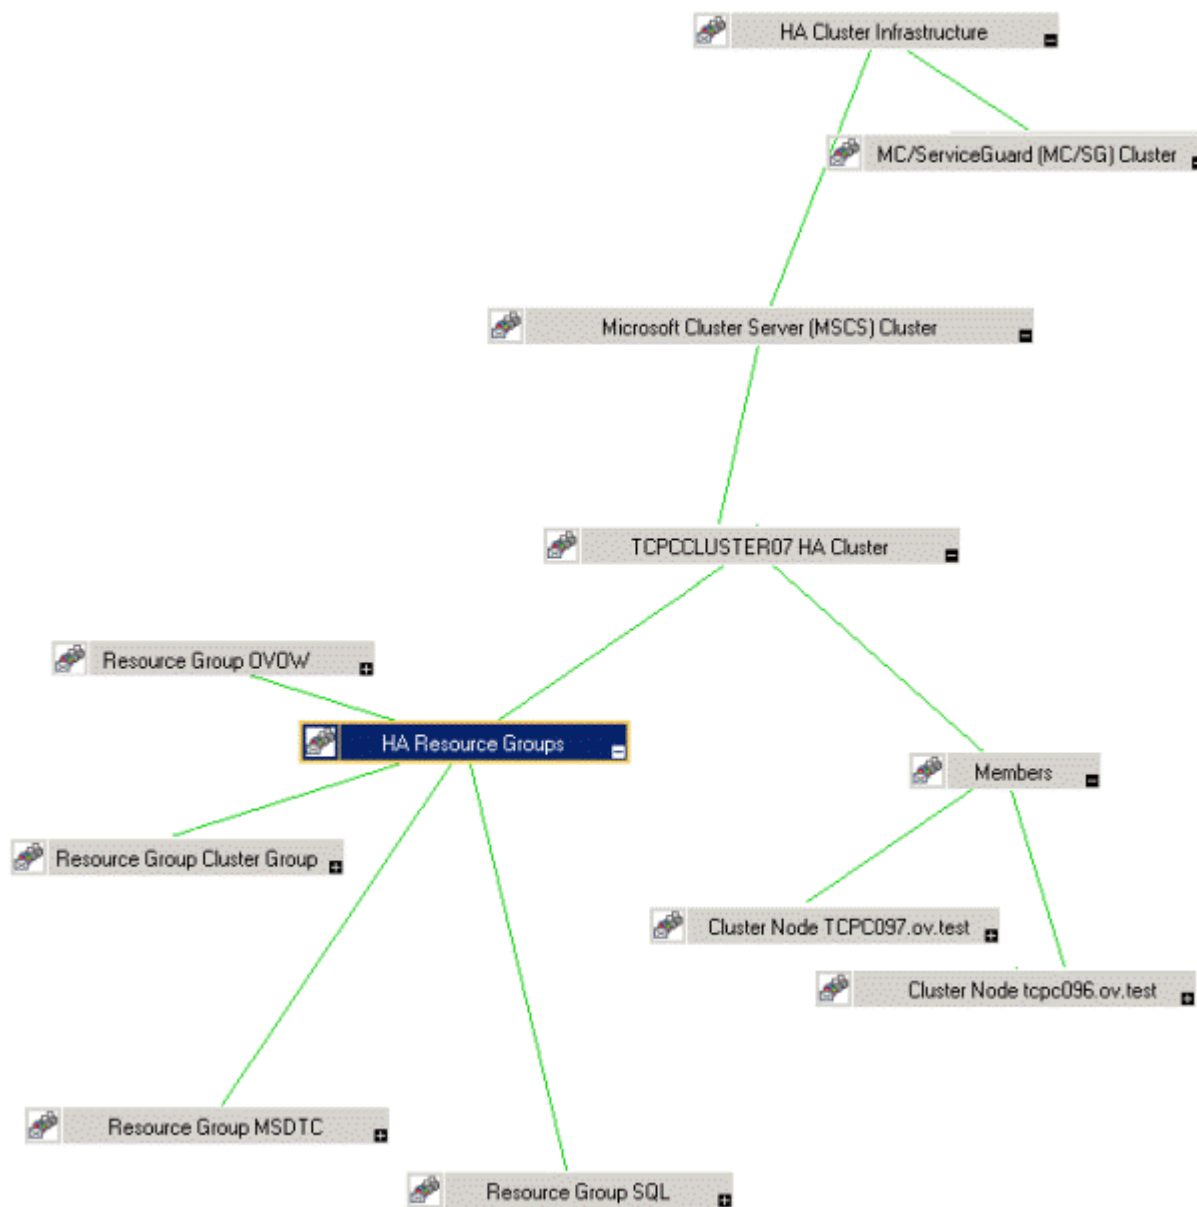 HA Cluster Infrastructure
MC/ServiceGuard (MC/SG) Cluster
Microsoft Cluster Server (MSCS) Cluster
TCPCCLUSTER07 HA Cluster
Resource Group OVOW
HA Resource Groups
Members
Resource Group Cluster Group
Cluster Node TCPC097.ov.test
Cluster Node tcpc096.ov.test
Resource Group MSDTC
Resource Group SQL